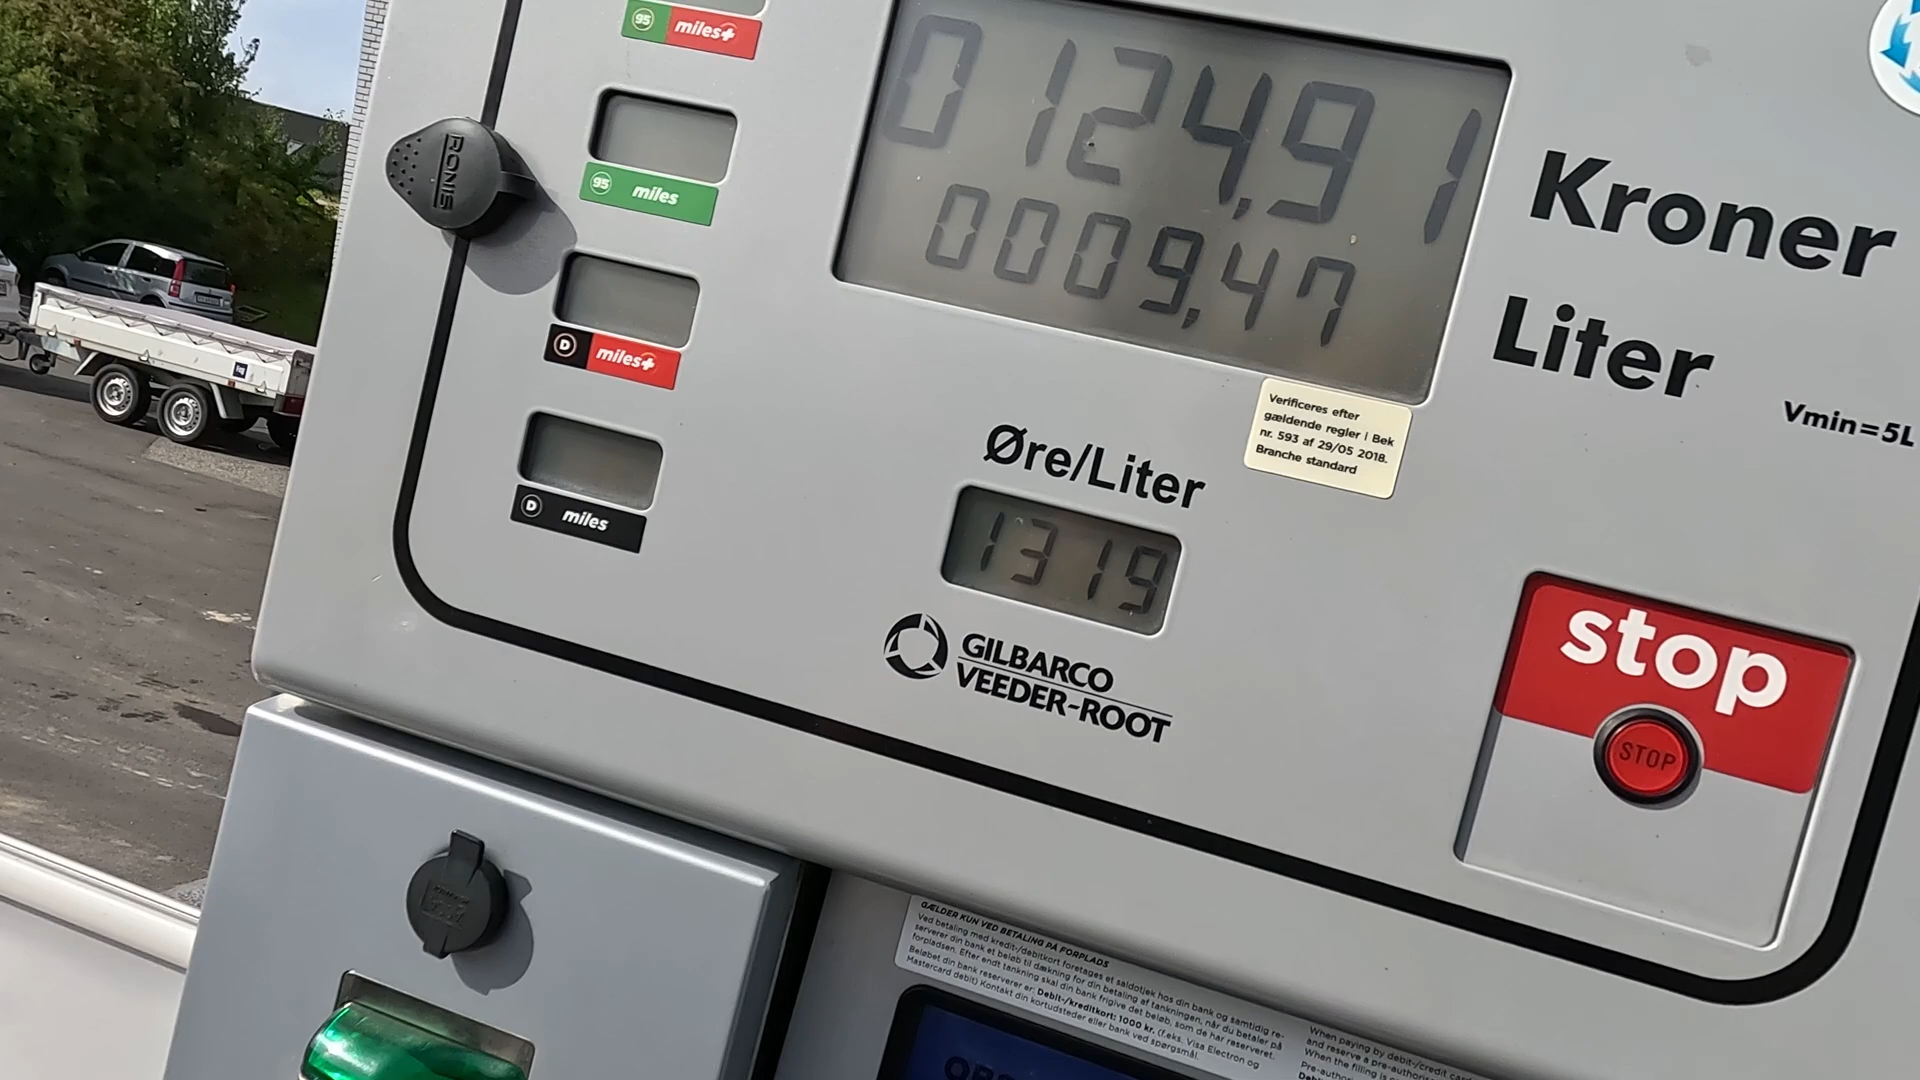 95 miles+
012491
Kroner
RONIS
95 miles
0009,47
Liter
D miles+
Vmin=5L
Verificeres efter
gældende regler i Bek
nr. 593 af 29/05 2018.
Branche standard
Øre/Liter
D miles
1319
GILBARCO
VEEDER-ROOT
stop
STOP
GÆLDER KUN VED BETALING PÅ FORPLADS
Ved betaling med kredit-/debitkort foretages et saldotjek hos din bank og samtidig re-
serverer din bank et beløb til dækning for din betaling af tankningen, når du betaler på
forpladsen. Efter endt tankning skal din bank frigive det beløb, som de har reserveret.
Beløbet din bank reserverer er: Debit-/kreditkort: 1000 kr. (f.eks. Visa Electron og
Mastercard debit) Kontakt din kortudsteder eller bank ved spørgsmål.
When paying by debit-/credit card
and reserve a pre-authoris
When the filling is
Pre-author